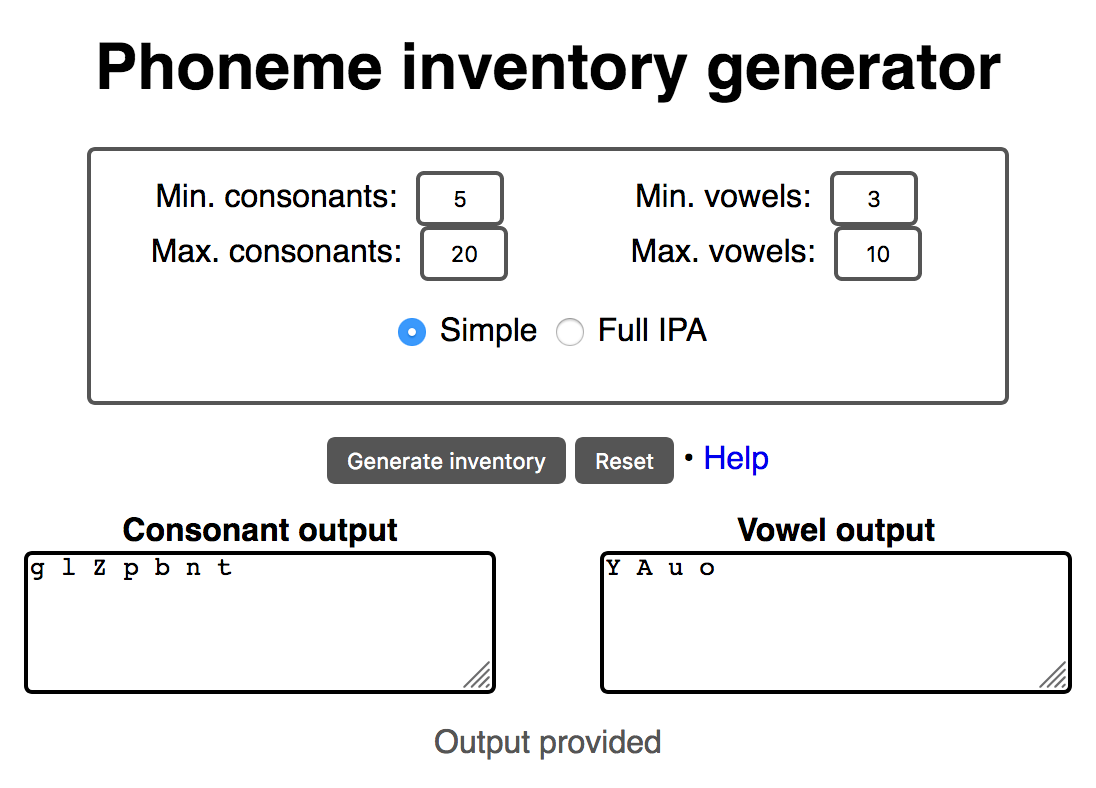 Phoneme inventory generator
Min. consonants: 5 Min. vowels: 3
Max. consonants: 20 Max. vowels: 10
Simple Full IPA
Generate inventory Reset • Help
Consonant output Vowel output
g l Z p b n t Y A u o
Output provided